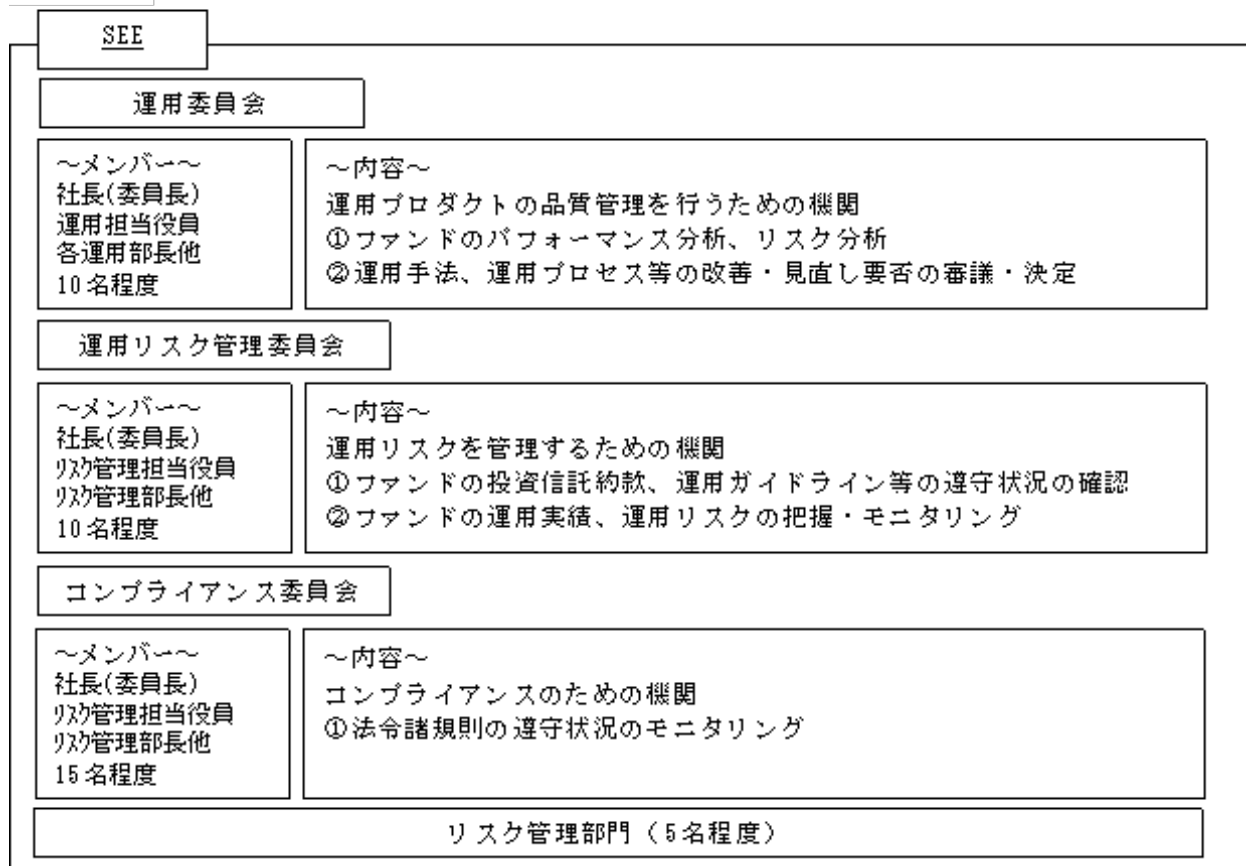 SEE
運用委員会
～メンバー～
社長(委員長)
運用担当役員
各運用部長他
10名程度
～内容～
運用プロダクトの品質管理を行うための機関
①ファンドのパフォーマンス分析、リスク分析
②運用手法、運用プロセス等の改善・見直し要否の審議・決定
運用リスク管理委員会
～メンバー～
社長(委員長)
ﾘｽｸ管理担当役員
ﾘｽｸ管理部長他
10名程度
～内容～
運用リスクを管理するための機関
①ファンドの投資信託約款、運用ガイドライン等の遵守状況の確認
②ファンドの運用実績、運用リスクの把握・モニタリング
コンプライアンス委員会
～メンバー～
社長(委員長)
ﾘｽｸ管理担当役員
ﾘｽｸ管理部長他
15名程度
～内容～
コンプライアンスのための機関
①法令諸規則の遵守状況のモニタリング
リスク管理部門（5名程度）